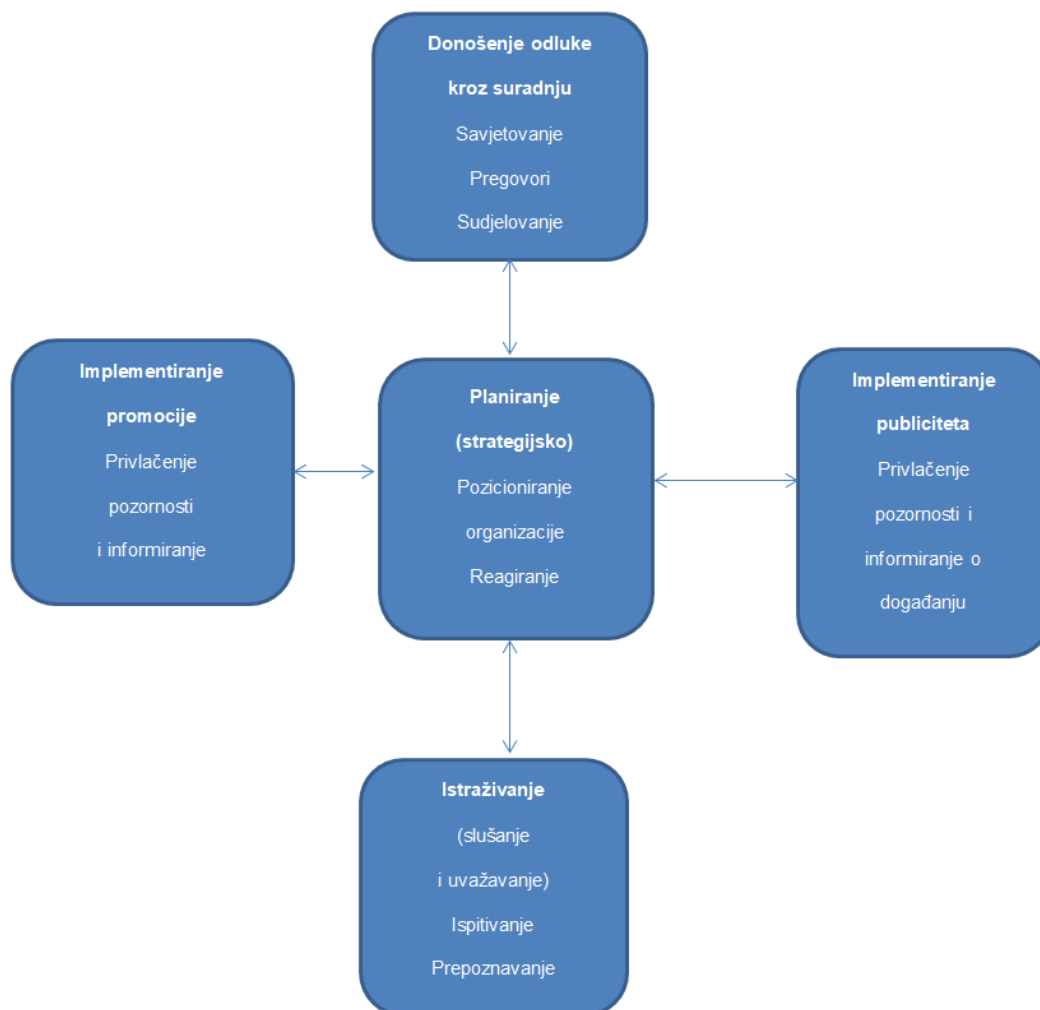 Donošenje odluke
kroz suradnju
Savjetovanje
Pregovori
Sudjelovanje
Implementiranje
promocije
Privlačenje
pozornosti
i informiranje
Planiranje
(strategijsko)
Pozicioniranje
organizacije
Reagiranje
Implementiranje
publiciteta
Privlačenje
pozornosti i
informiranje o
događanju
Istraživanje
(slušanje
i uvažavanje)
Ispitivanje
Prepoznavanje